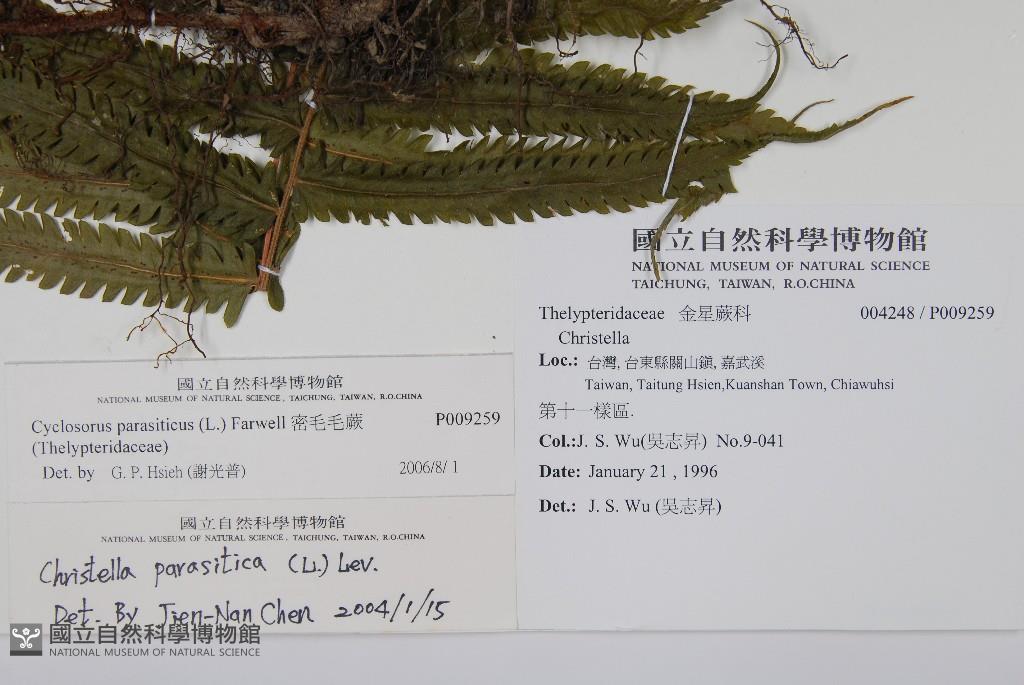 國立自然科學博物館
NATIONAL MUSEUM OF NATURAL SCIENCE
TAICHUNG, TAIWAN, R.O.CHINA
Thelypteridaceae 金星蕨科 004248 / P009259
Christella
Loc.: 台灣, 台東縣關山鎮, 嘉武溪
Taiwan, Taitung Hsien,Kuanshan Town, Chiawuhsi
第十一樣區.
Col.:J. S. Wu(吳志昇) No.9-041
Date: January 21 , 1996
Det.: J. S. Wu (吳志昇)
國立自然科學博物館
NATIONAL MUSEUM OF NATURAL SCIENCE , TAICHUNG, TAIWAN, R.O.CHINA
Cyclosorus parasiticus (L.) Farwell 密毛毛蕨 P009259
(Thelypteridaceae)
Det. by G. P. Hsieh (謝光普) 2006/8/ 1
國立自然科學博物館
NATIONAL MUSEUM OF NATURAL SCIENCE , TAICHUNG, TAIWAN, R.O.CHINA
Christella parasitica (L.) Lev.
Det. By Jien-Nan Chen 2004/1/15
國立自然科學博物館
NATIONAL MUSEUM OF NATURAL SCIENCE